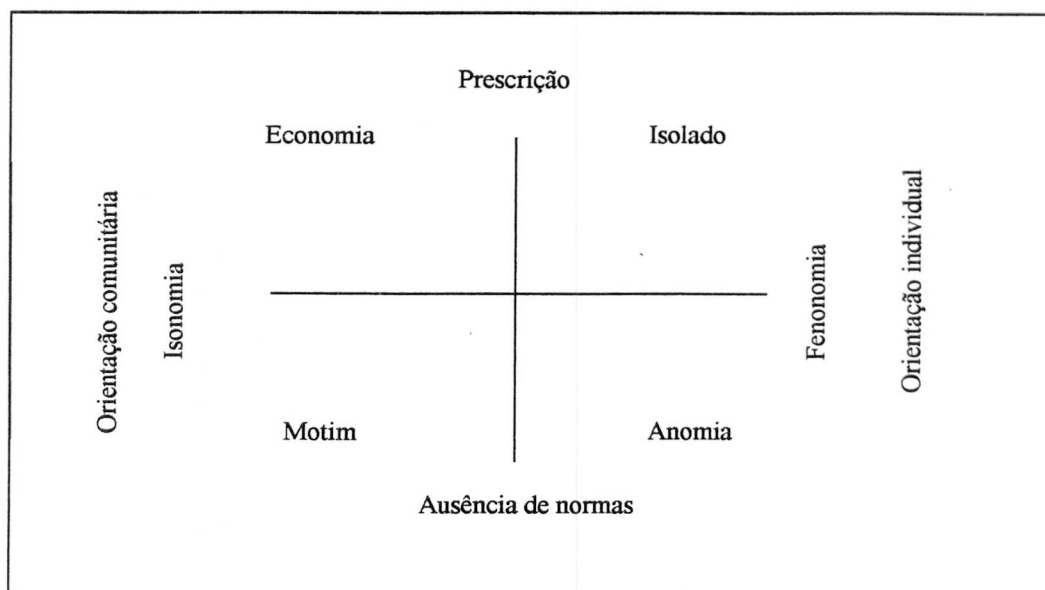 Prescrição
Economia
Isolado
Orientação comunitária
Isonomia
Fenonomia
Orientação individual
Motim
Anomia
Ausência de normas